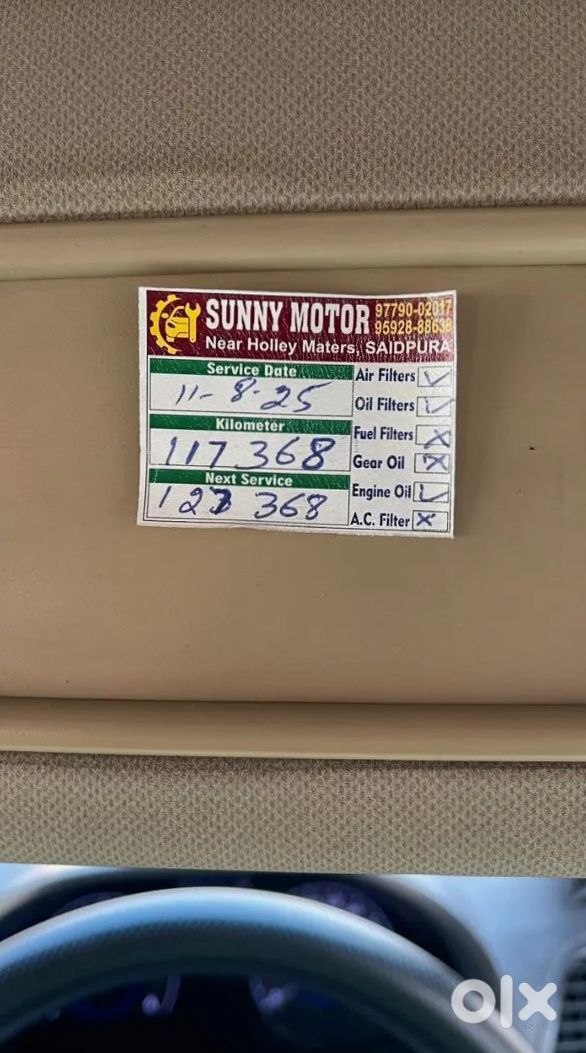 SUNNY MOTOR
97790-02017
95928-88638
Near Holley Maters, SAIDPURA
Service Date
11-8-25
Kilometer
117368
Next Service
127368
Air Filters ✓
Oil Filters ✓
Fuel Filters ✗
Gear Oil ✗
Engine Oil ✓
A.C. Filter ✗
olx